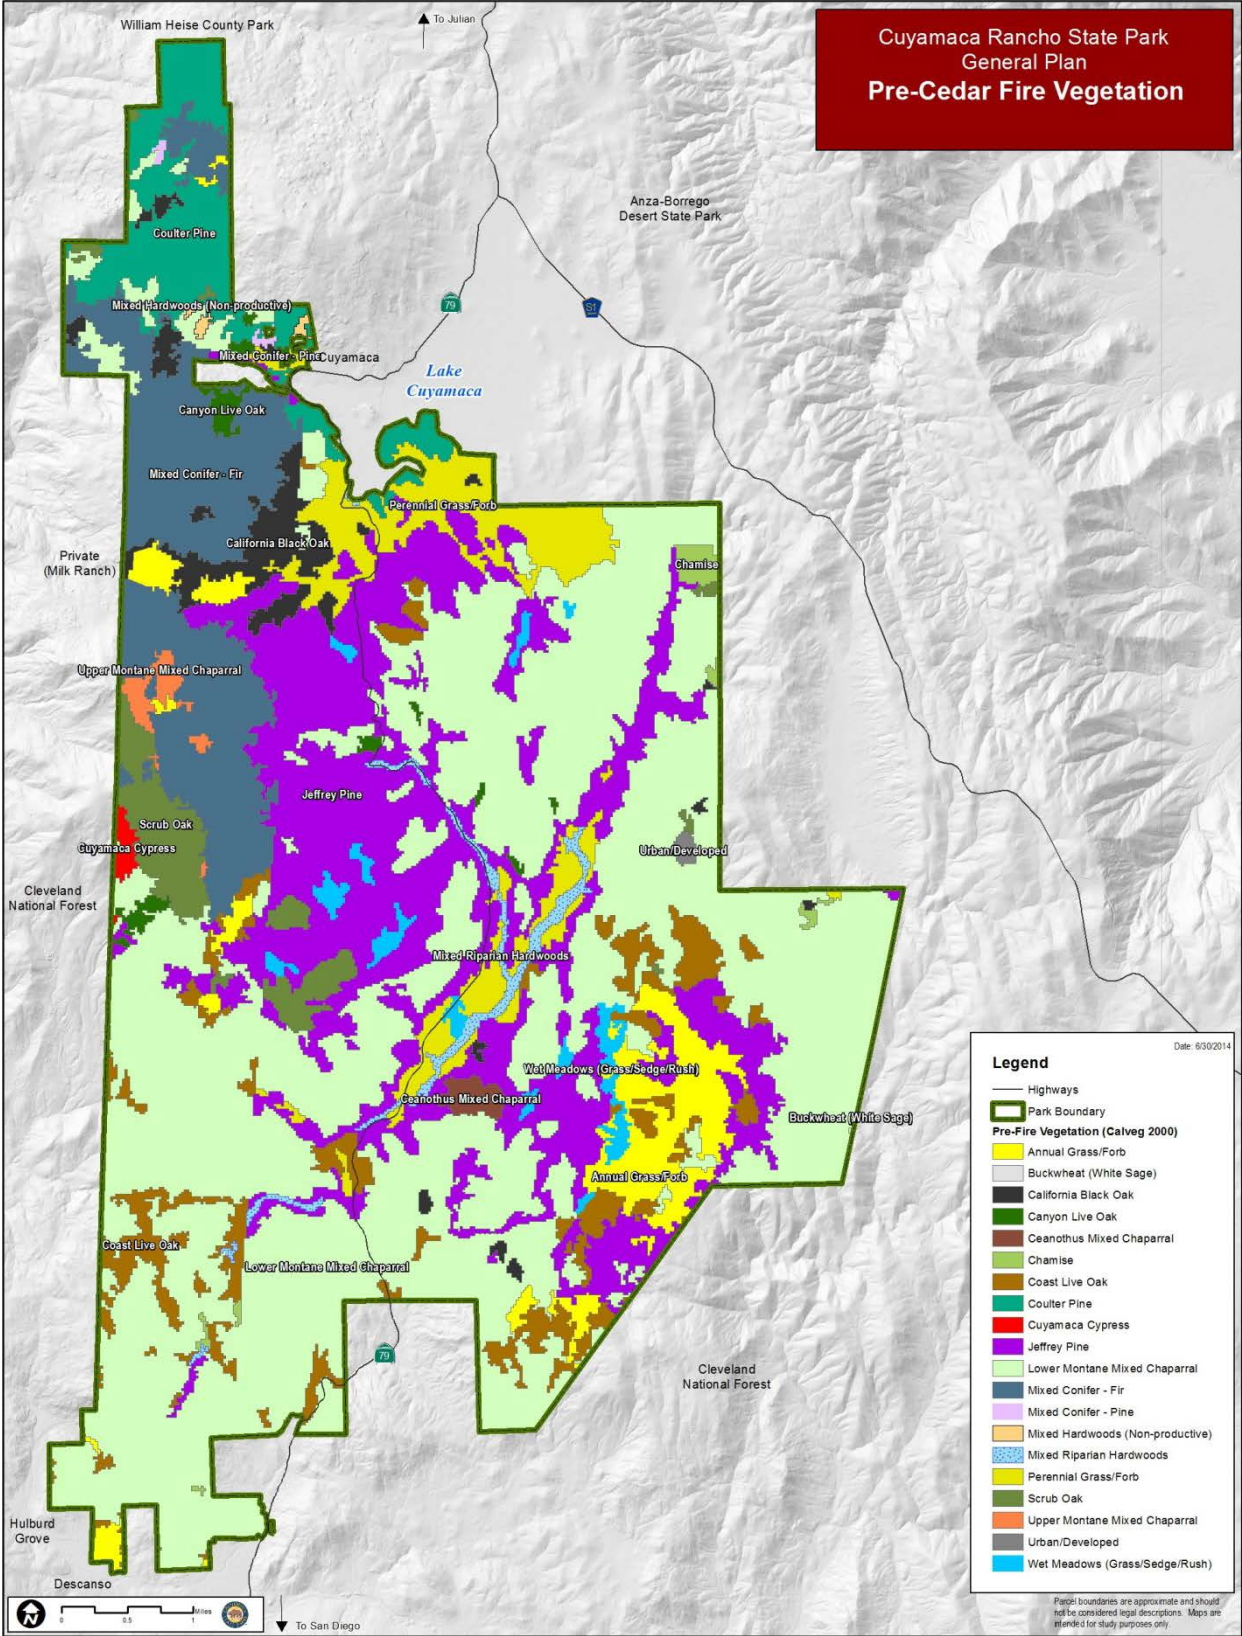 William Heise County Park
To Julian
Cuyamaca Rancho State Park
General Plan
Pre-Cedar Fire Vegetation
Anza-Borrego
Desert State Park
Coulter Pine
Mixed Hardwoods (Non-productive)
79
S1
Mixed Conifer - Pine
Cuyamaca
Lake
Cuyamaca
Canyon Live Oak
Mixed Conifer - Fir
Perennial Grass/Forb
California Black Oak
Private
(Milk Ranch)
Chamise
Upper Montane Mixed Chaparral
Jeffrey Pine
Scrub Oak
Cuyamaca Cypress
Urban/Developed
Cleveland
National Forest
Mixed Riparian Hardwoods
Wet Meadows (Grass/Sedge/Rush)
Ceanothus Mixed Chaparral
Buckwheat (White Sage)
Annual Grass/Forb
Coast Live Oak
Lower Montane Mixed Chaparral
79
Cleveland
National Forest
Hulburd
Grove
Descanso
N
0 0.5 1 Miles
To San Diego
Date: 6/30/2014
Legend
Highways
Park Boundary
Pre-Fire Vegetation (Calveg 2000)
Annual Grass/Forb
Buckwheat (White Sage)
California Black Oak
Canyon Live Oak
Ceanothus Mixed Chaparral
Chamise
Coast Live Oak
Coulter Pine
Cuyamaca Cypress
Jeffrey Pine
Lower Montane Mixed Chaparral
Mixed Conifer - Fir
Mixed Conifer - Pine
Mixed Hardwoods (Non-productive)
Mixed Riparian Hardwoods
Perennial Grass/Forb
Scrub Oak
Upper Montane Mixed Chaparral
Urban/Developed
Wet Meadows (Grass/Sedge/Rush)
Parcel boundaries are approximate and should
not be considered legal descriptions. Maps are
intended for study purposes only.